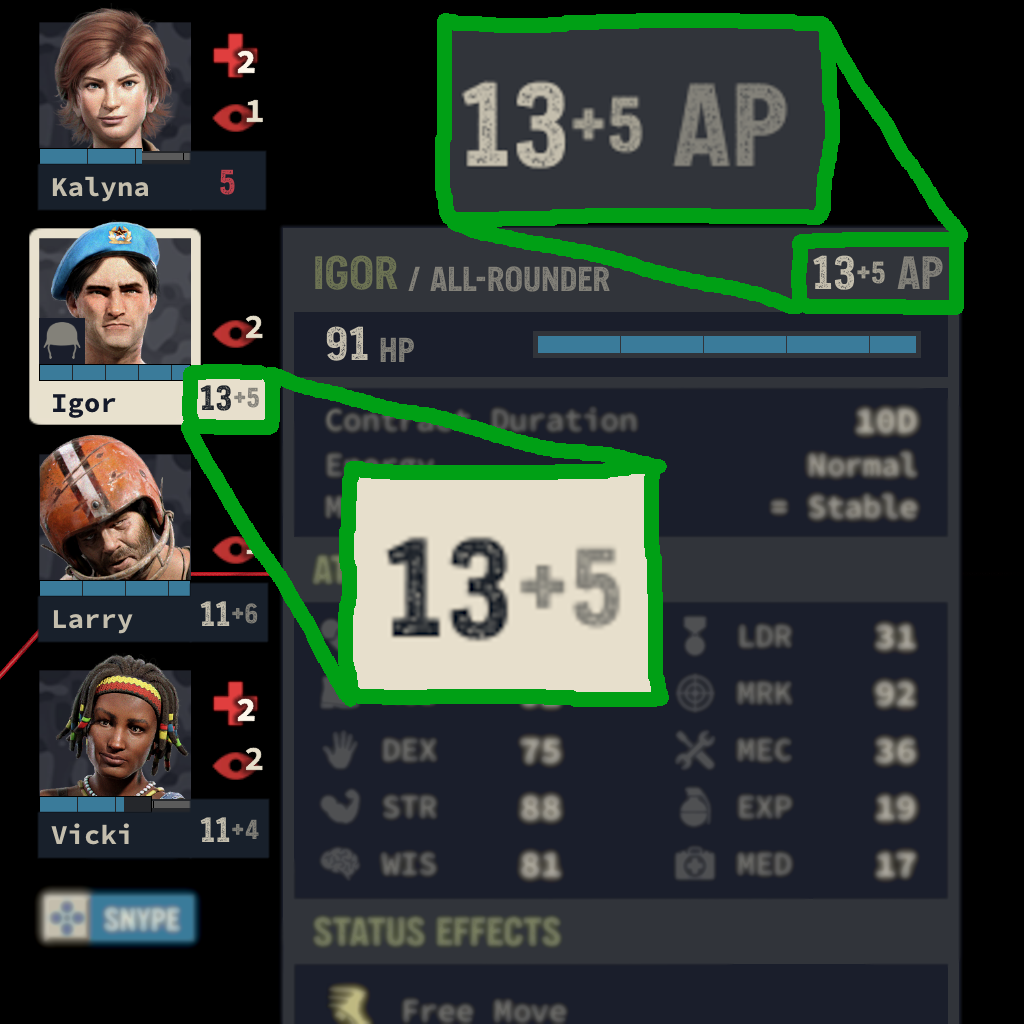 2
1
Kalyna 5
13+5 AP
IGOR / ALL-ROUNDER 13+5 AP
91 HP
2
Igor 13+5
Contract Duration 10D
Energy Normal
= Stable
13+5
Larry 11+6
LDR 31
MRK 92
DEX 75 MEC 36
STR 88 EXP 19
WIS 81 MED 17
2
2
Vicki 11+4
SNYPE
STATUS EFFECTS
Free Move